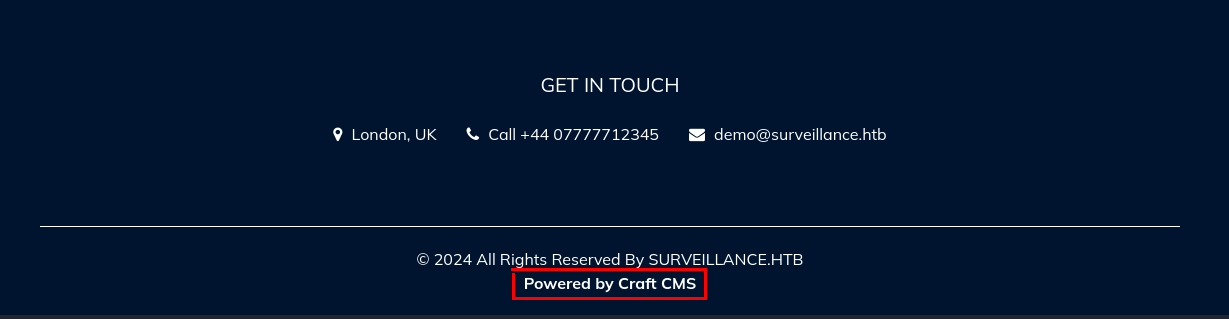 GET IN TOUCH
London, UK Call +44 07777712345 demo@surveillance.htb
© 2024 All Rights Reserved By SURVEILLANCE.HTB
Powered by Craft CMS